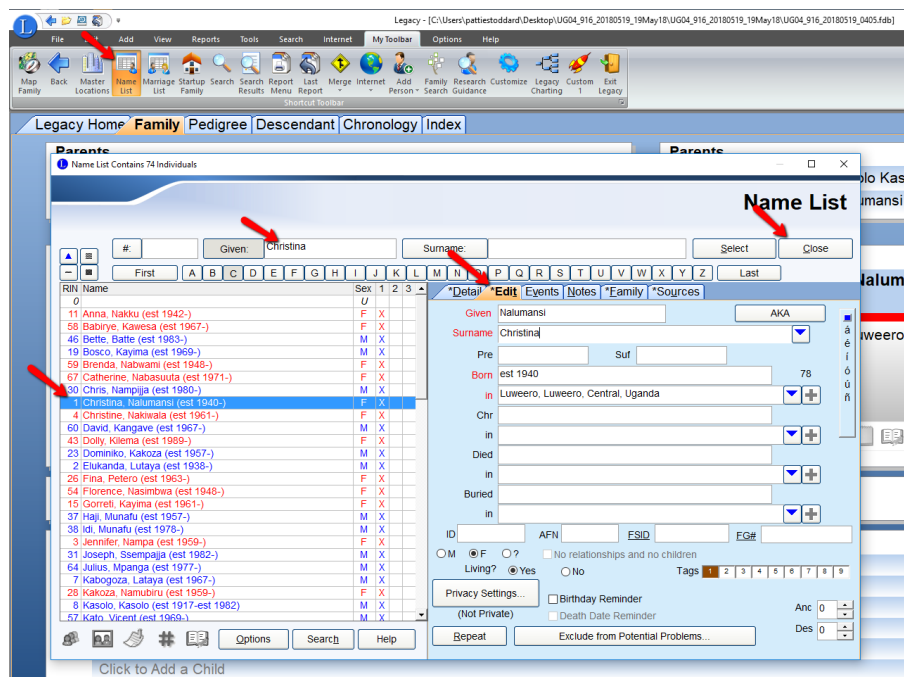 Legacy - [C:\Users\pattiestoddard\Desktop\UG04_916_20180519_19May18\UG04_916_20180519_19May18\UG04_916_20180519_0405.fdb]
File Add View Reports Tools Search Internet My Toolbar Options Help
Map Family Back Master Locations Name List Marriage List Startup Family Search Search Results Report Menu Last Report Merge Internet Add Person Family Search Research Guidance Customize Legacy Charting Custom 1 Exit Legacy
Shortcut Toolbar
Legacy Home Family Pedigree Descendant Chronology Index
Parents Parents
Name List Contains 74 Individuals
Name List
#: Given: Christina Surname: Select Close
First A B C D E F G H I J K L M N O P Q R S T U V W X Y Z Last
RIN Name Sex 1 2 3
0 U
11 Anna, Nakku (est 1942-) F X
58 Babirye, Kawesa (est 1967-) F X
46 Bette, Batte (est 1983-) M X
19 Bosco, Kayima (est 1969-) M X
59 Brenda, Nabwami (est 1948-) F X
67 Catherine, Nabasuuta (est 1971-) F X
30 Chris, Nampijja (est 1980-) M X
1 Christina, Nalumansi (est 1940-) F X
4 Christine, Nakiwala (est 1961-) F X
60 David, Kangave (est 1967-) M X
43 Dolly, Kilema (est 1989-) F X
23 Dominiko, Kakoza (est 1957-) M X
2 Elukanda, Lutaya (est 1938-) M X
26 Fina, Petero (est 1963-) F X
54 Florence, Nasimbwa (est 1948-) F X
15 Gorreti, Kayima (est 1961-) F X
37 Haji, Munafu (est 1957-) M X
38 Idi, Munafu (est 1978-) M X
3 Jennifer, Nampa (est 1959-) F X
31 Joseph, Ssempajja (est 1982-) M X
64 Julius, Mpanga (est 1977-) M X
7 Kabogoza, Lataya (est 1967-) M X
28 Kakoza, Namubiru (est 1959-) F X
8 Kasolo, Kasolo (est 1917-est 1982) M X
57 Kato, Vicent (est 1969-) M X
Options Search Help
*Detail *Edit Events Notes *Family *Sources
Given Nalumansi AKA
Surname Christina
Pre Suf
Born est 1940 78
in Luweero, Luweero, Central, Uganda
Chr
in
Died
in
Buried
in
á
é
í
ó
ú
ñ
ID AFN FSID FG#
M F ? No relationships and no children
Living? Yes No Tags 1 2 3 4 5 6 7 8 9
Privacy Settings... Birthday Reminder
(Not Private) Death Date Reminder
Anc 0
Des 0
Repeat Exclude from Potential Problems...
Click to Add a Child